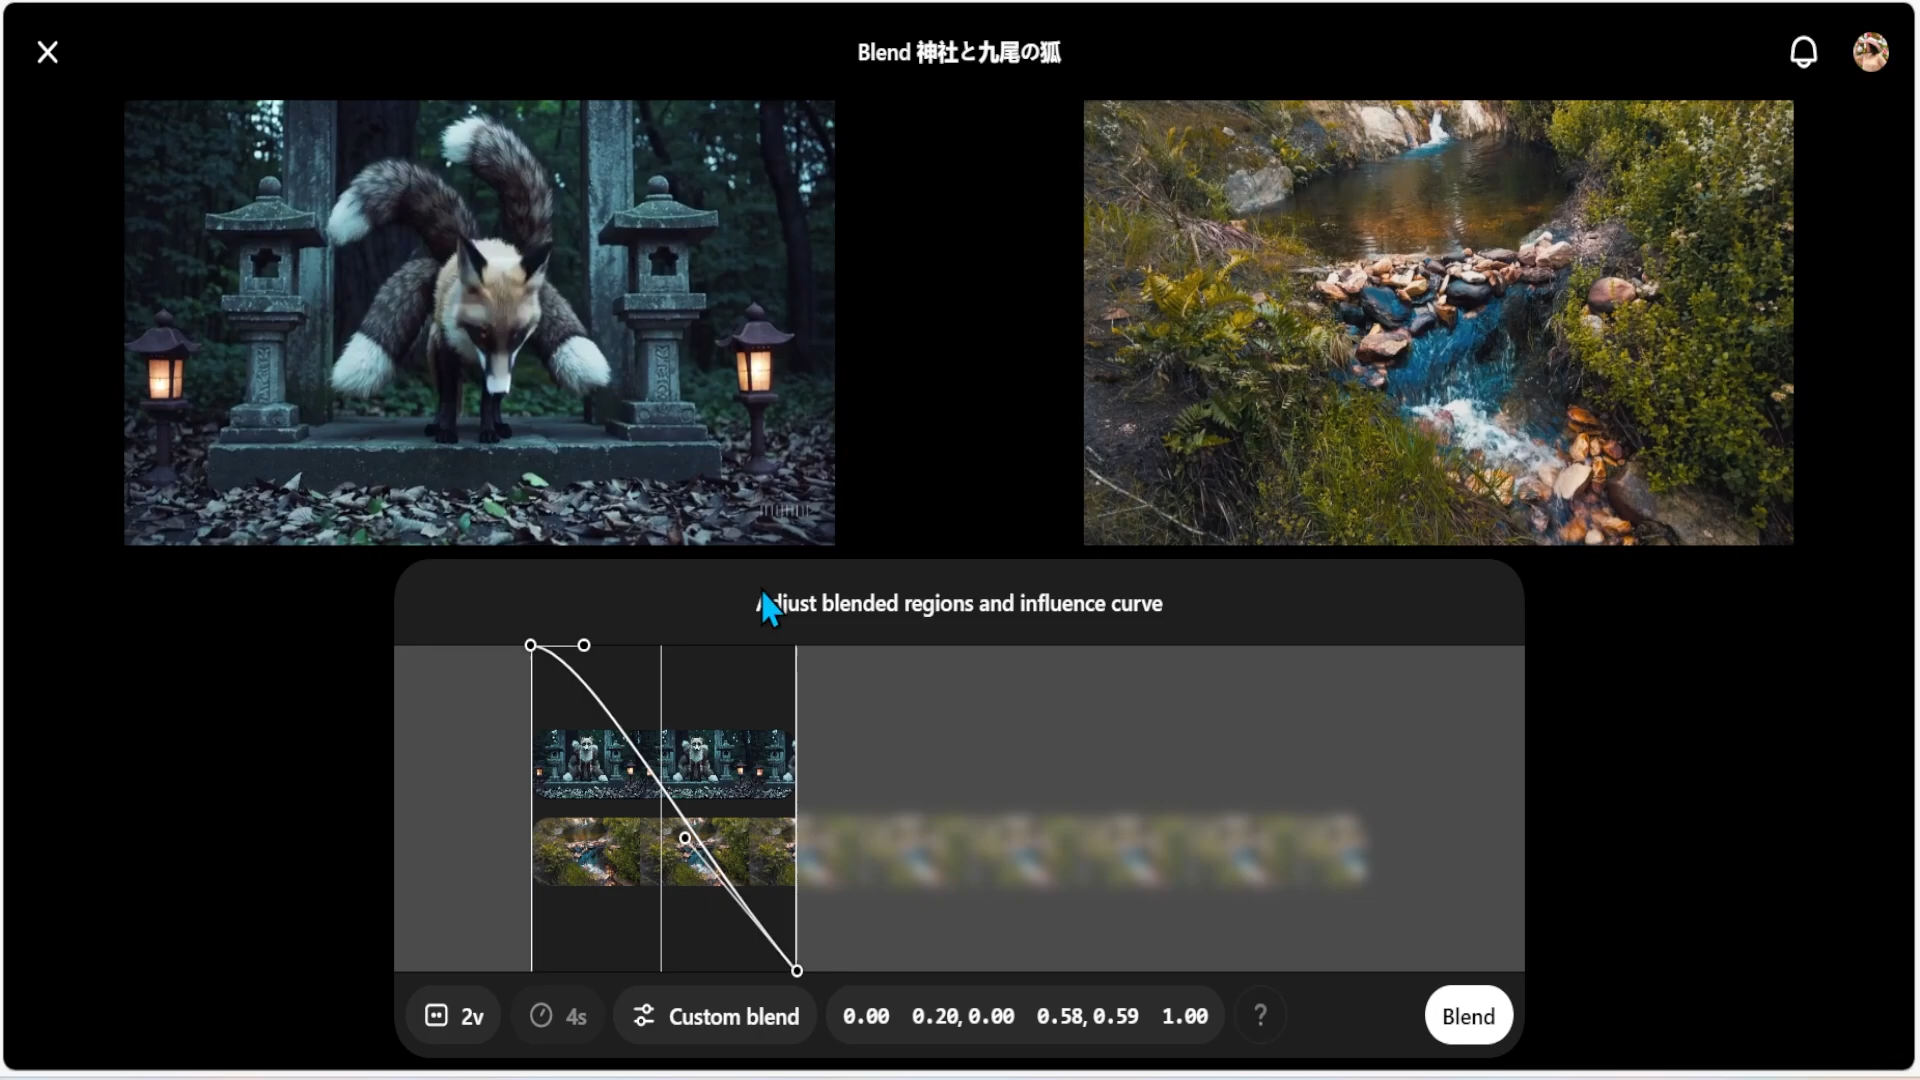 Blend 神社と九尾の狐
Adjust blended regions and influence curve
2v
4s
Custom blend
0.00 0.20, 0.00 0.58, 0.59 1.00
?
Blend